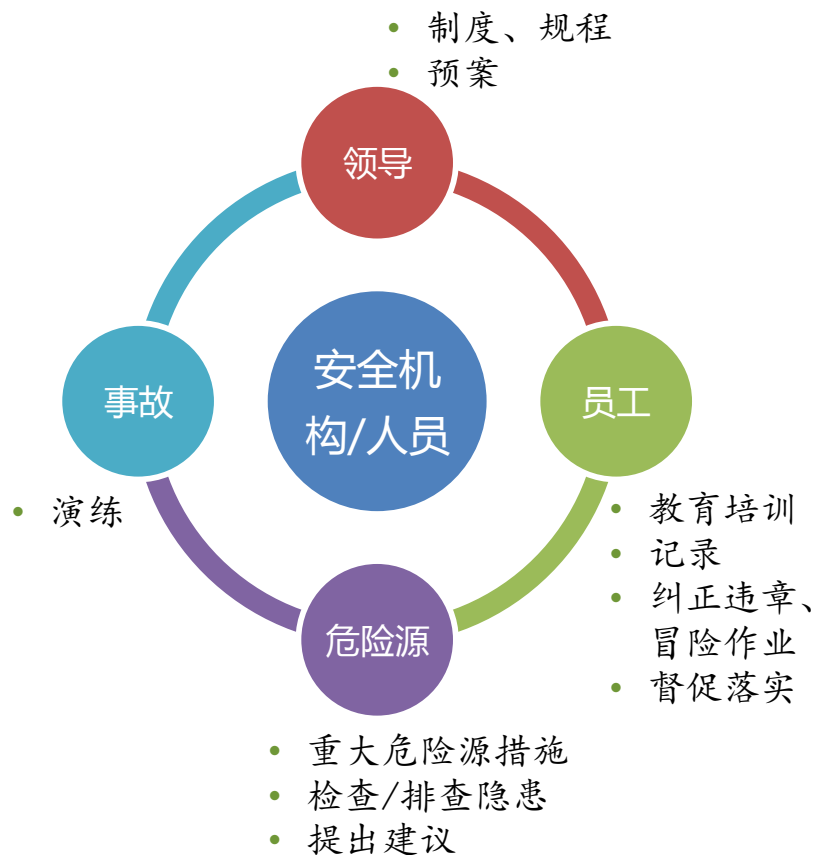 • 制度、规程
• 预案
领导
安全机
构/人员
事故
员工
• 演练
• 教育培训
• 记录
• 纠正违章、
冒险作业
• 督促落实
危险源
• 重大危险源措施
• 检查/排查隐患
• 提出建议